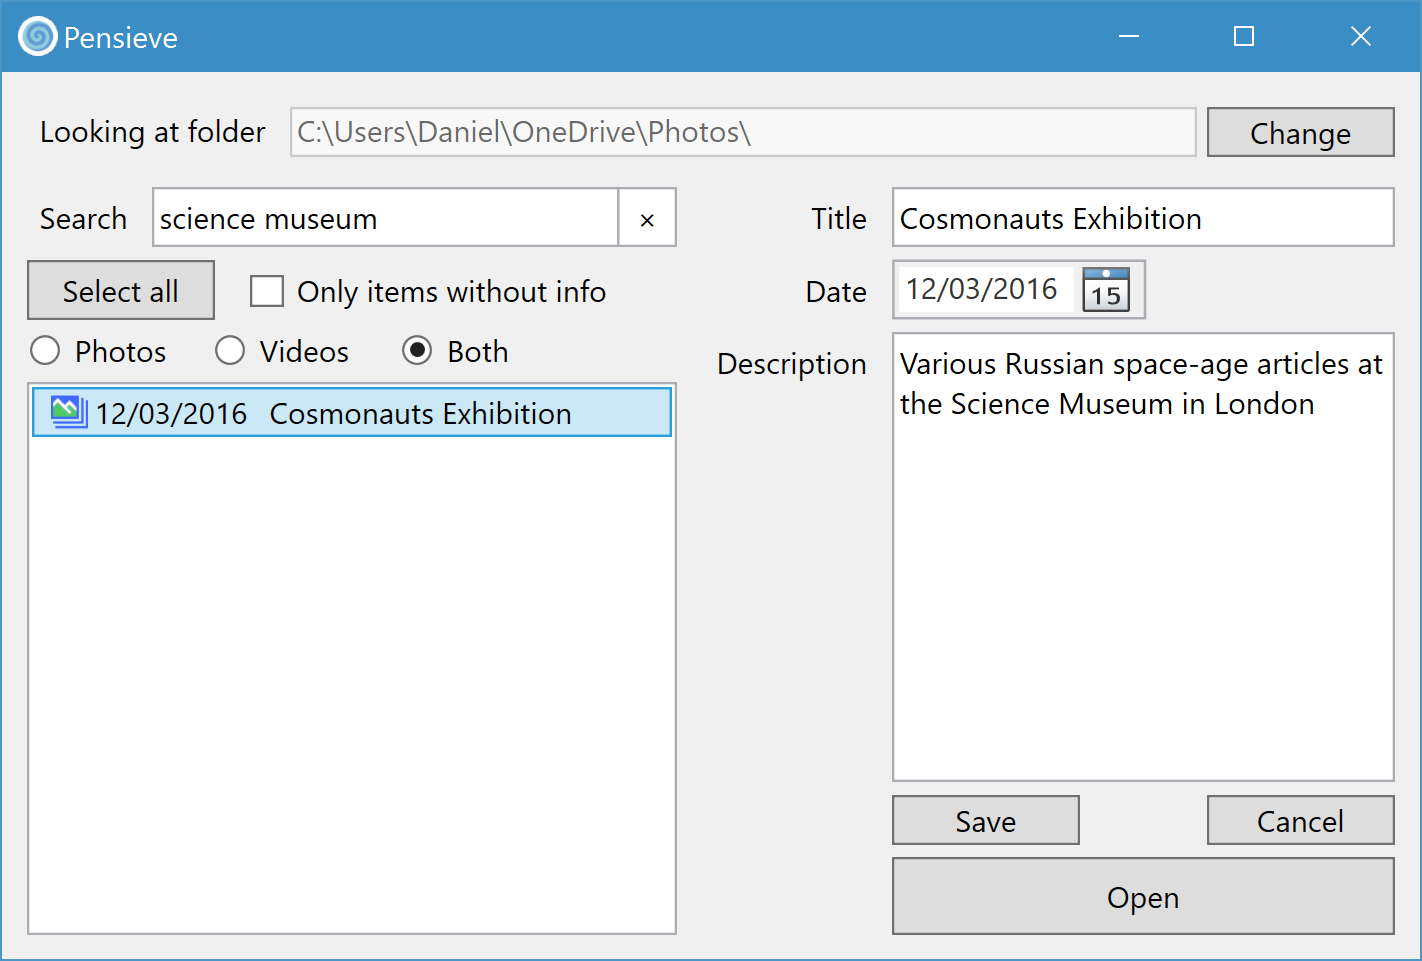 Pensieve
Looking at folder C:\Users\Daniel\OneDrive\Photos\ Change
Search science museum ×
Select all Only items without info
Photos Videos Both
12/03/2016 Cosmonauts Exhibition
Title Cosmonauts Exhibition
Date 12/03/2016 15
Description Various Russian space-age articles at
the Science Museum in London
Save Cancel
Open